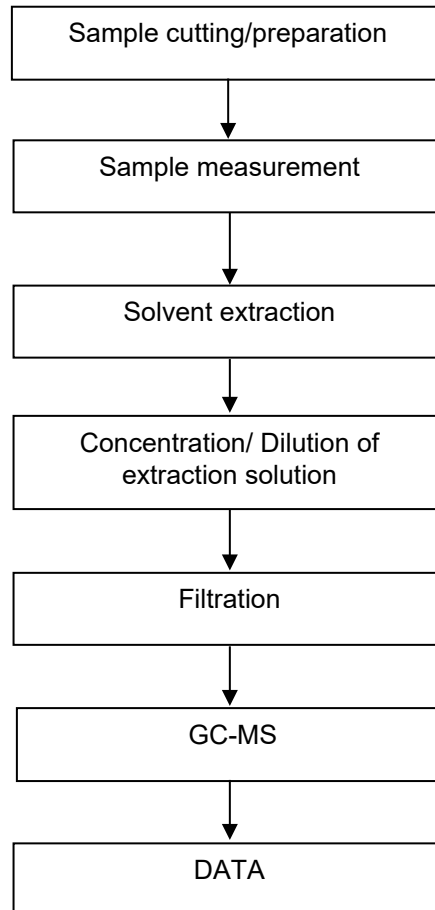 Sample cutting/preparation
Sample measurement
Solvent extraction
Concentration/ Dilution of
extraction solution
Filtration
GC-MS
DATA